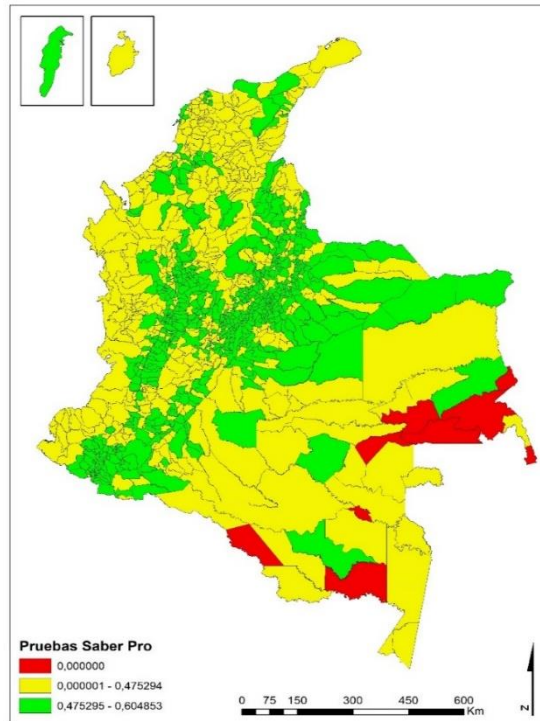 Pruebas Saber Pro
0,000000
0,000001 - 0,475294
0,475295 - 0,604853
0 75 150 300 450 600
Km
N